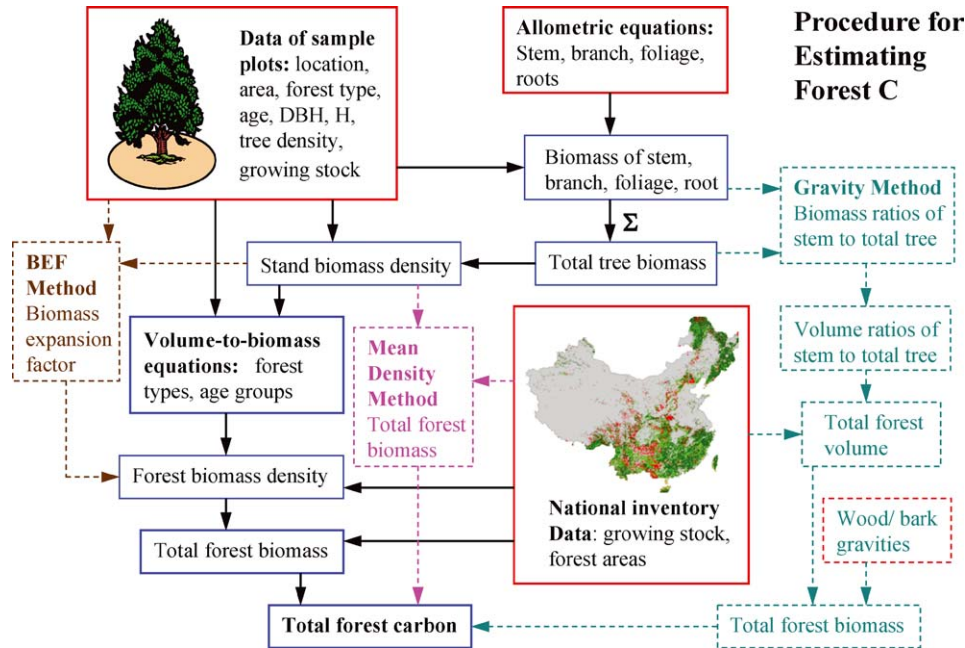 Procedure for
Estimating
Forest C
Data of sample
plots: location,
area, forest type,
age, DBH, H,
tree density,
growing stock
Allometric equations:
Stem, branch, foliage,
roots
Biomass of stem,
branch, foliage, root
Σ
Gravity Method
Biomass ratios of
stem to total tree
BEF
Method
Biomass
expansion
factor
Stand biomass density
Total tree biomass
Volume-to-biomass
equations: forest
types, age groups
Mean
Density
Method
Total forest
biomass
Volume ratios of
stem to total tree
Total forest
volume
Forest biomass density
National inventory
Data: growing stock,
forest areas
Wood/ bark
gravities
Total forest biomass
Total forest carbon
Total forest biomass